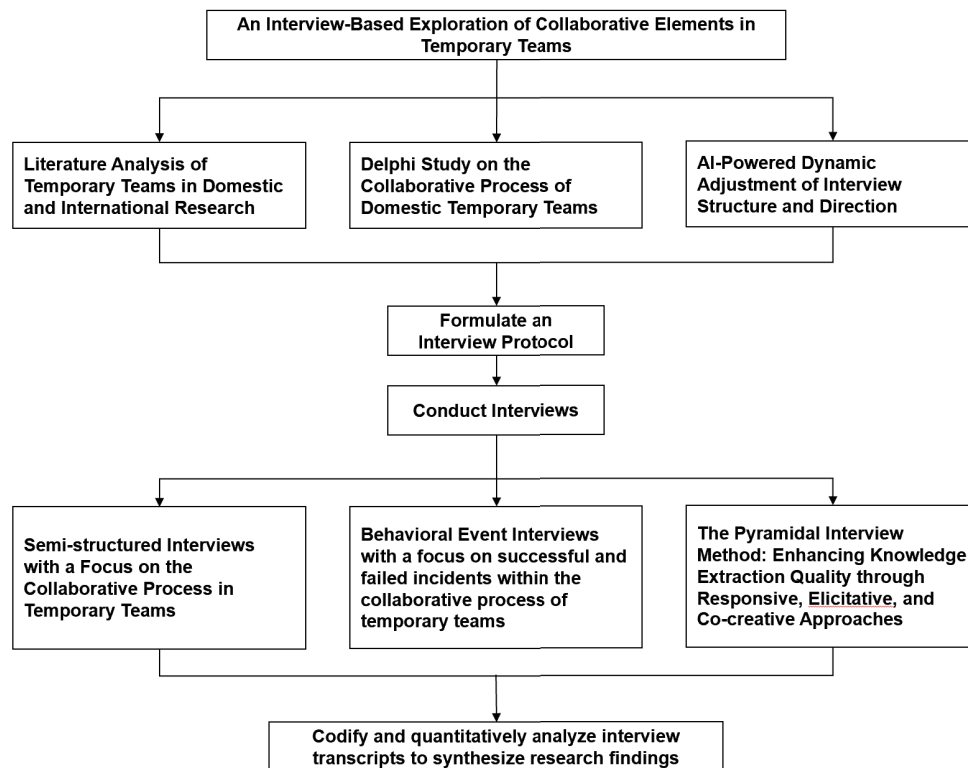 An Interview-Based Exploration of Collaborative Elements in
Temporary Teams
Literature Analysis of
Temporary Teams in Domestic
and International Research
Delphi Study on the
Collaborative Process of
Domestic Temporary Teams
AI-Powered Dynamic
Adjustment of Interview
Structure and Direction
Formulate an
Interview Protocol
Conduct Interviews
Semi-structured Interviews
with a Focus on the
Collaborative Process in
Temporary Teams
Behavioral Event Interviews
with a focus on successful and
failed incidents within the
collaborative process of
temporary teams
The Pyramidal Interview
Method: Enhancing Knowledge
Extraction Quality through
Responsive, Elicitative, and
Co-creative Approaches
Codify and quantitatively analyze interview
transcripts to synthesize research findings